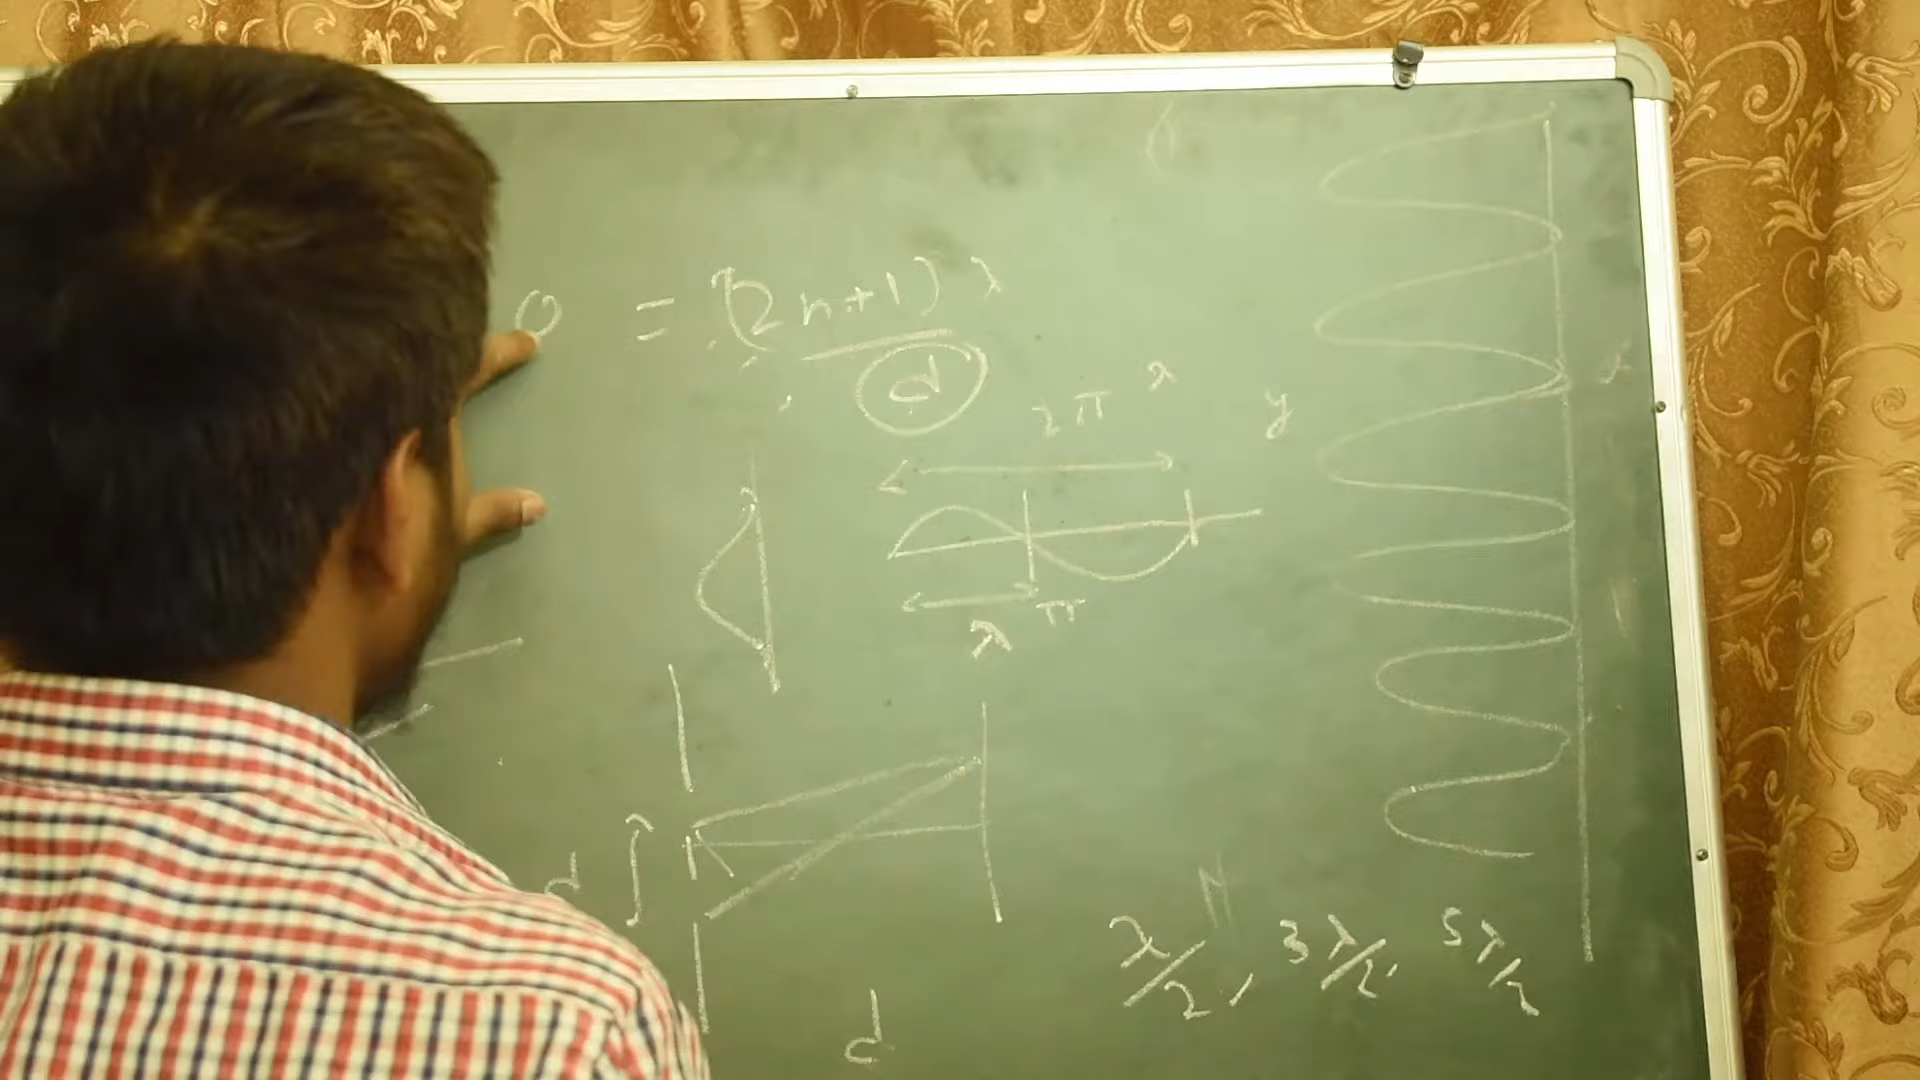 θ = (2n+1) λ
d
2π λ
y
x
π
λ
d
λ/2, 3λ/2, 5λ/2
d